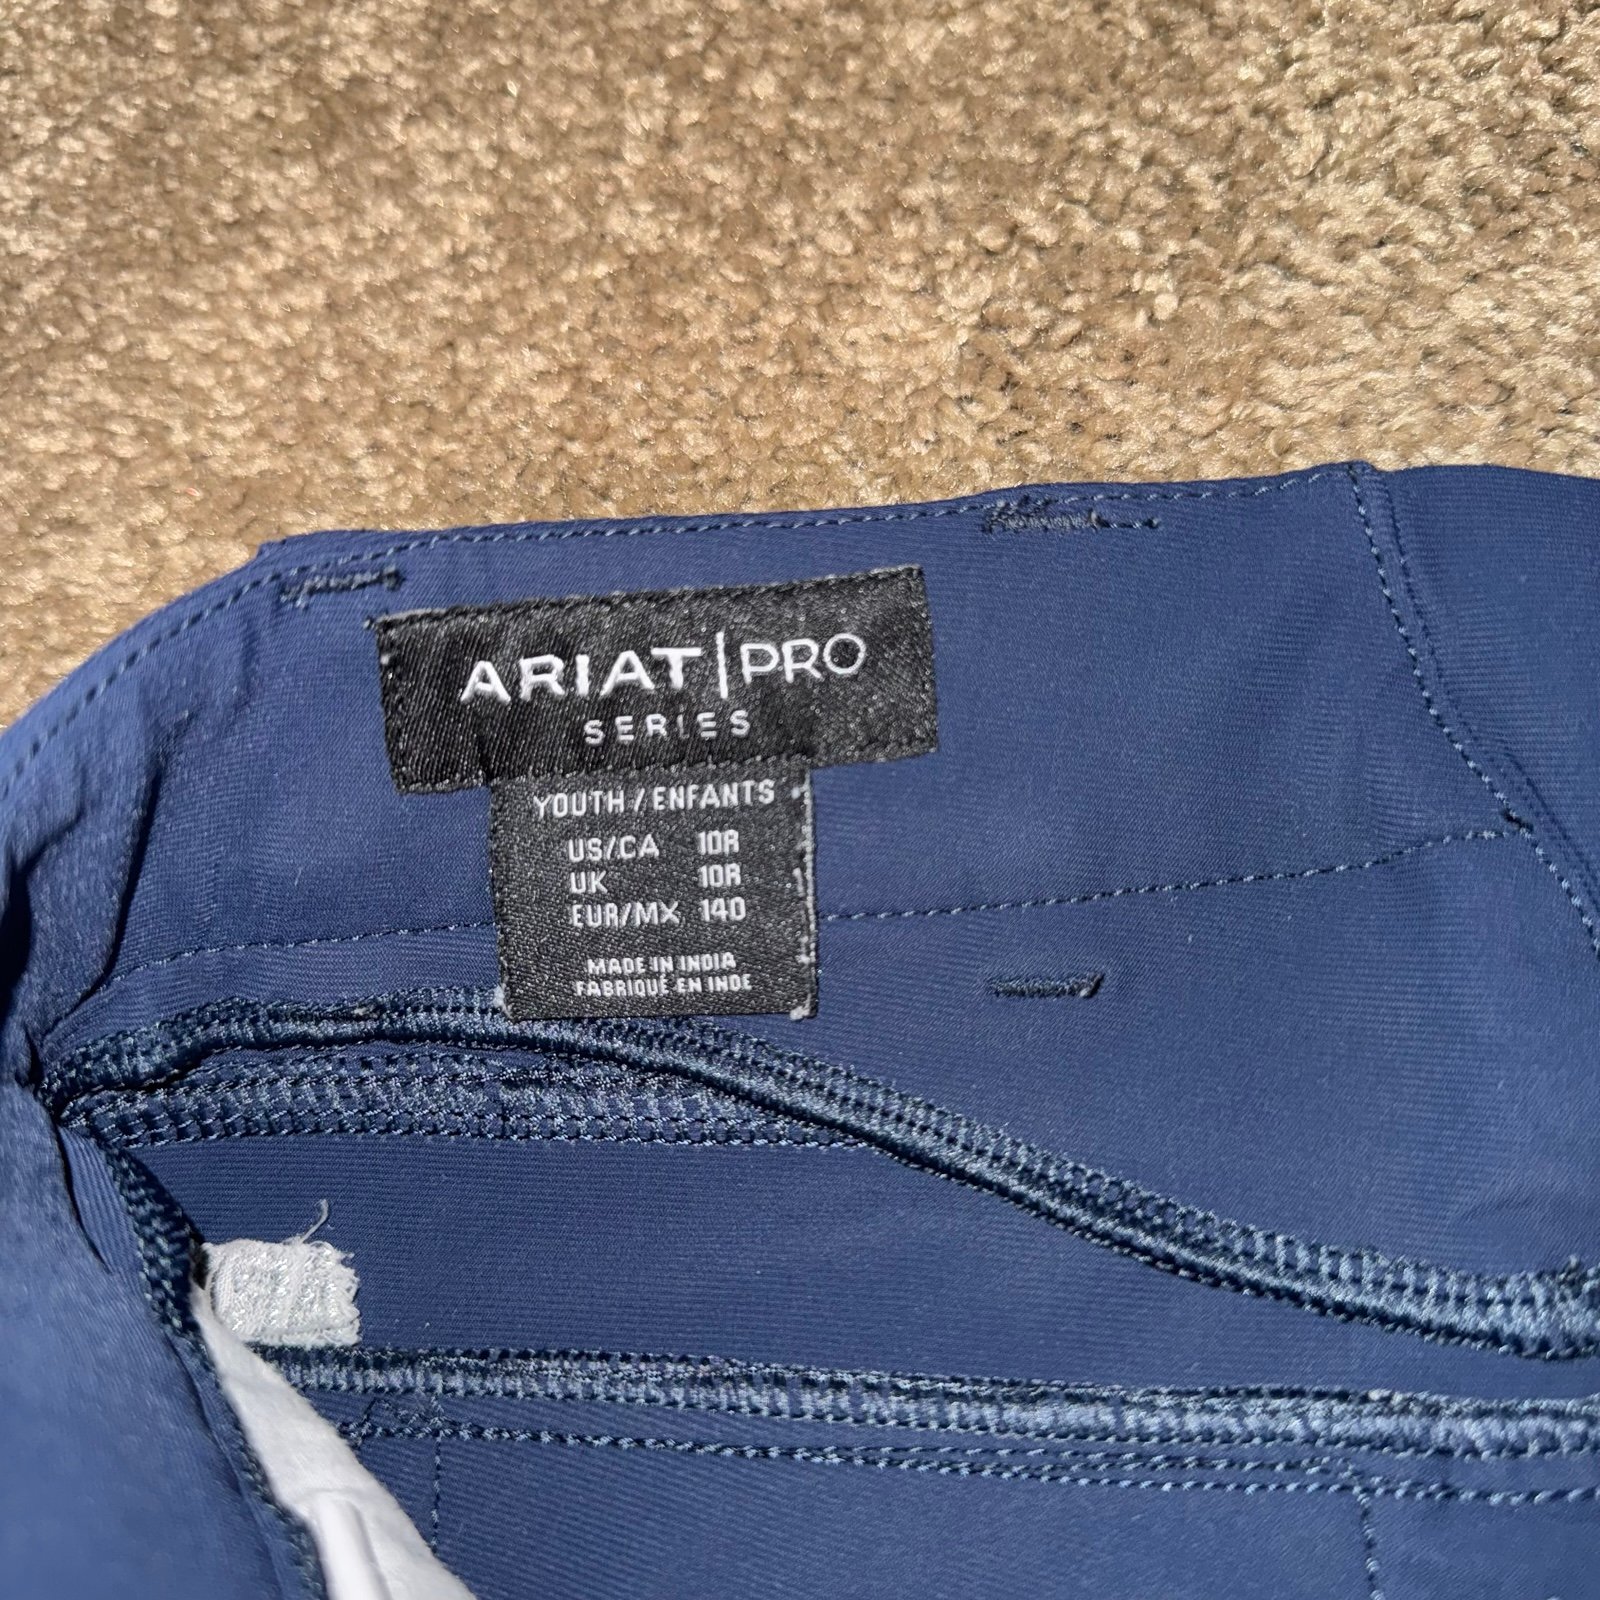 ARIAT|PRO
SERIES
YOUTH / ENFANTS
US/CA 10R
UK 10R
EUR/MX 140
MADE IN INDIA
FABRIQUÉ EN INDE